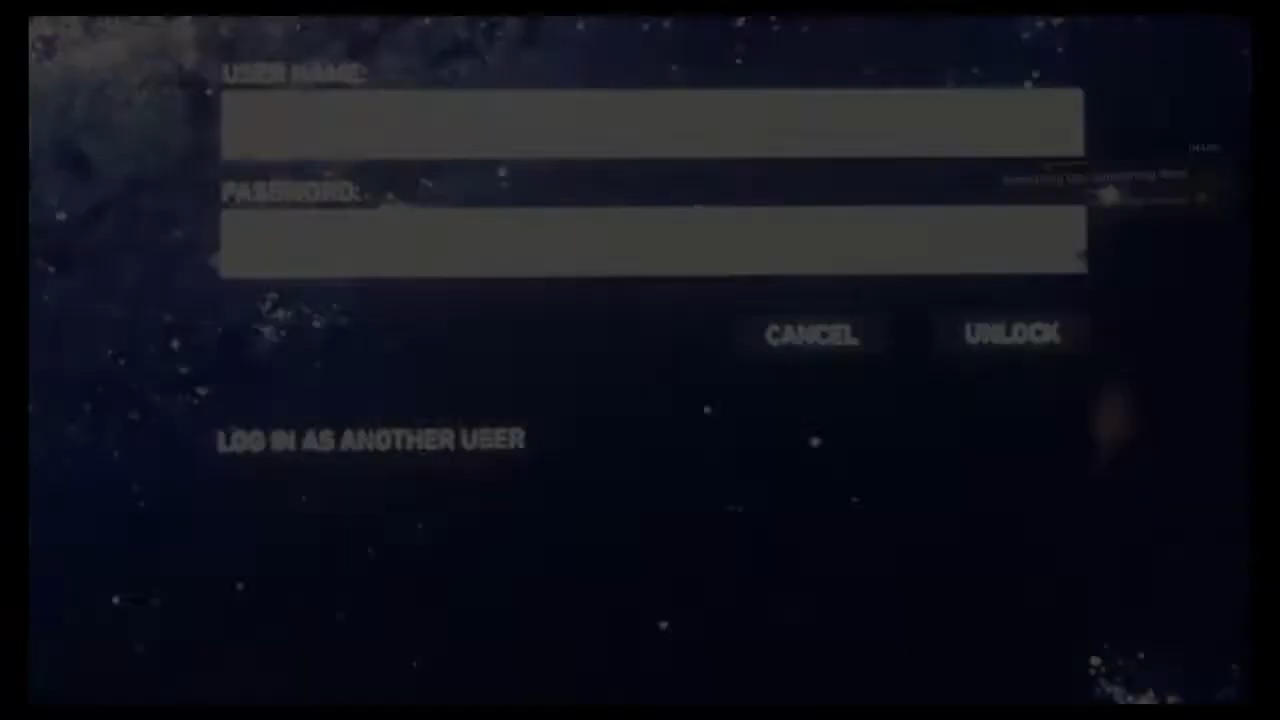 USER NAME:
PASSWORD:
CANCEL
UNLOCK
LOG IN AS ANOTHER USER